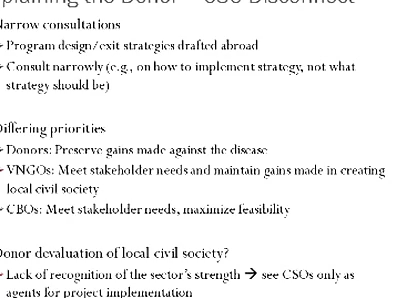 Explaining the Donor – CSO Disconnect
Narrow consultations
Program design/exit strategies drafted abroad
Consult narrowly (e.g., on how to implement strategy, not what
strategy should be)
Differing priorities
Donors: Preserve gains made against the disease
VNGOs: Meet stakeholder needs and maintain gains made in creating
local civil society
CBOs: Meet stakeholder needs, maximize feasibility
Donor devaluation of local civil society?
Lack of recognition of the sector's strength → see CSOs only as
agents for project implementation